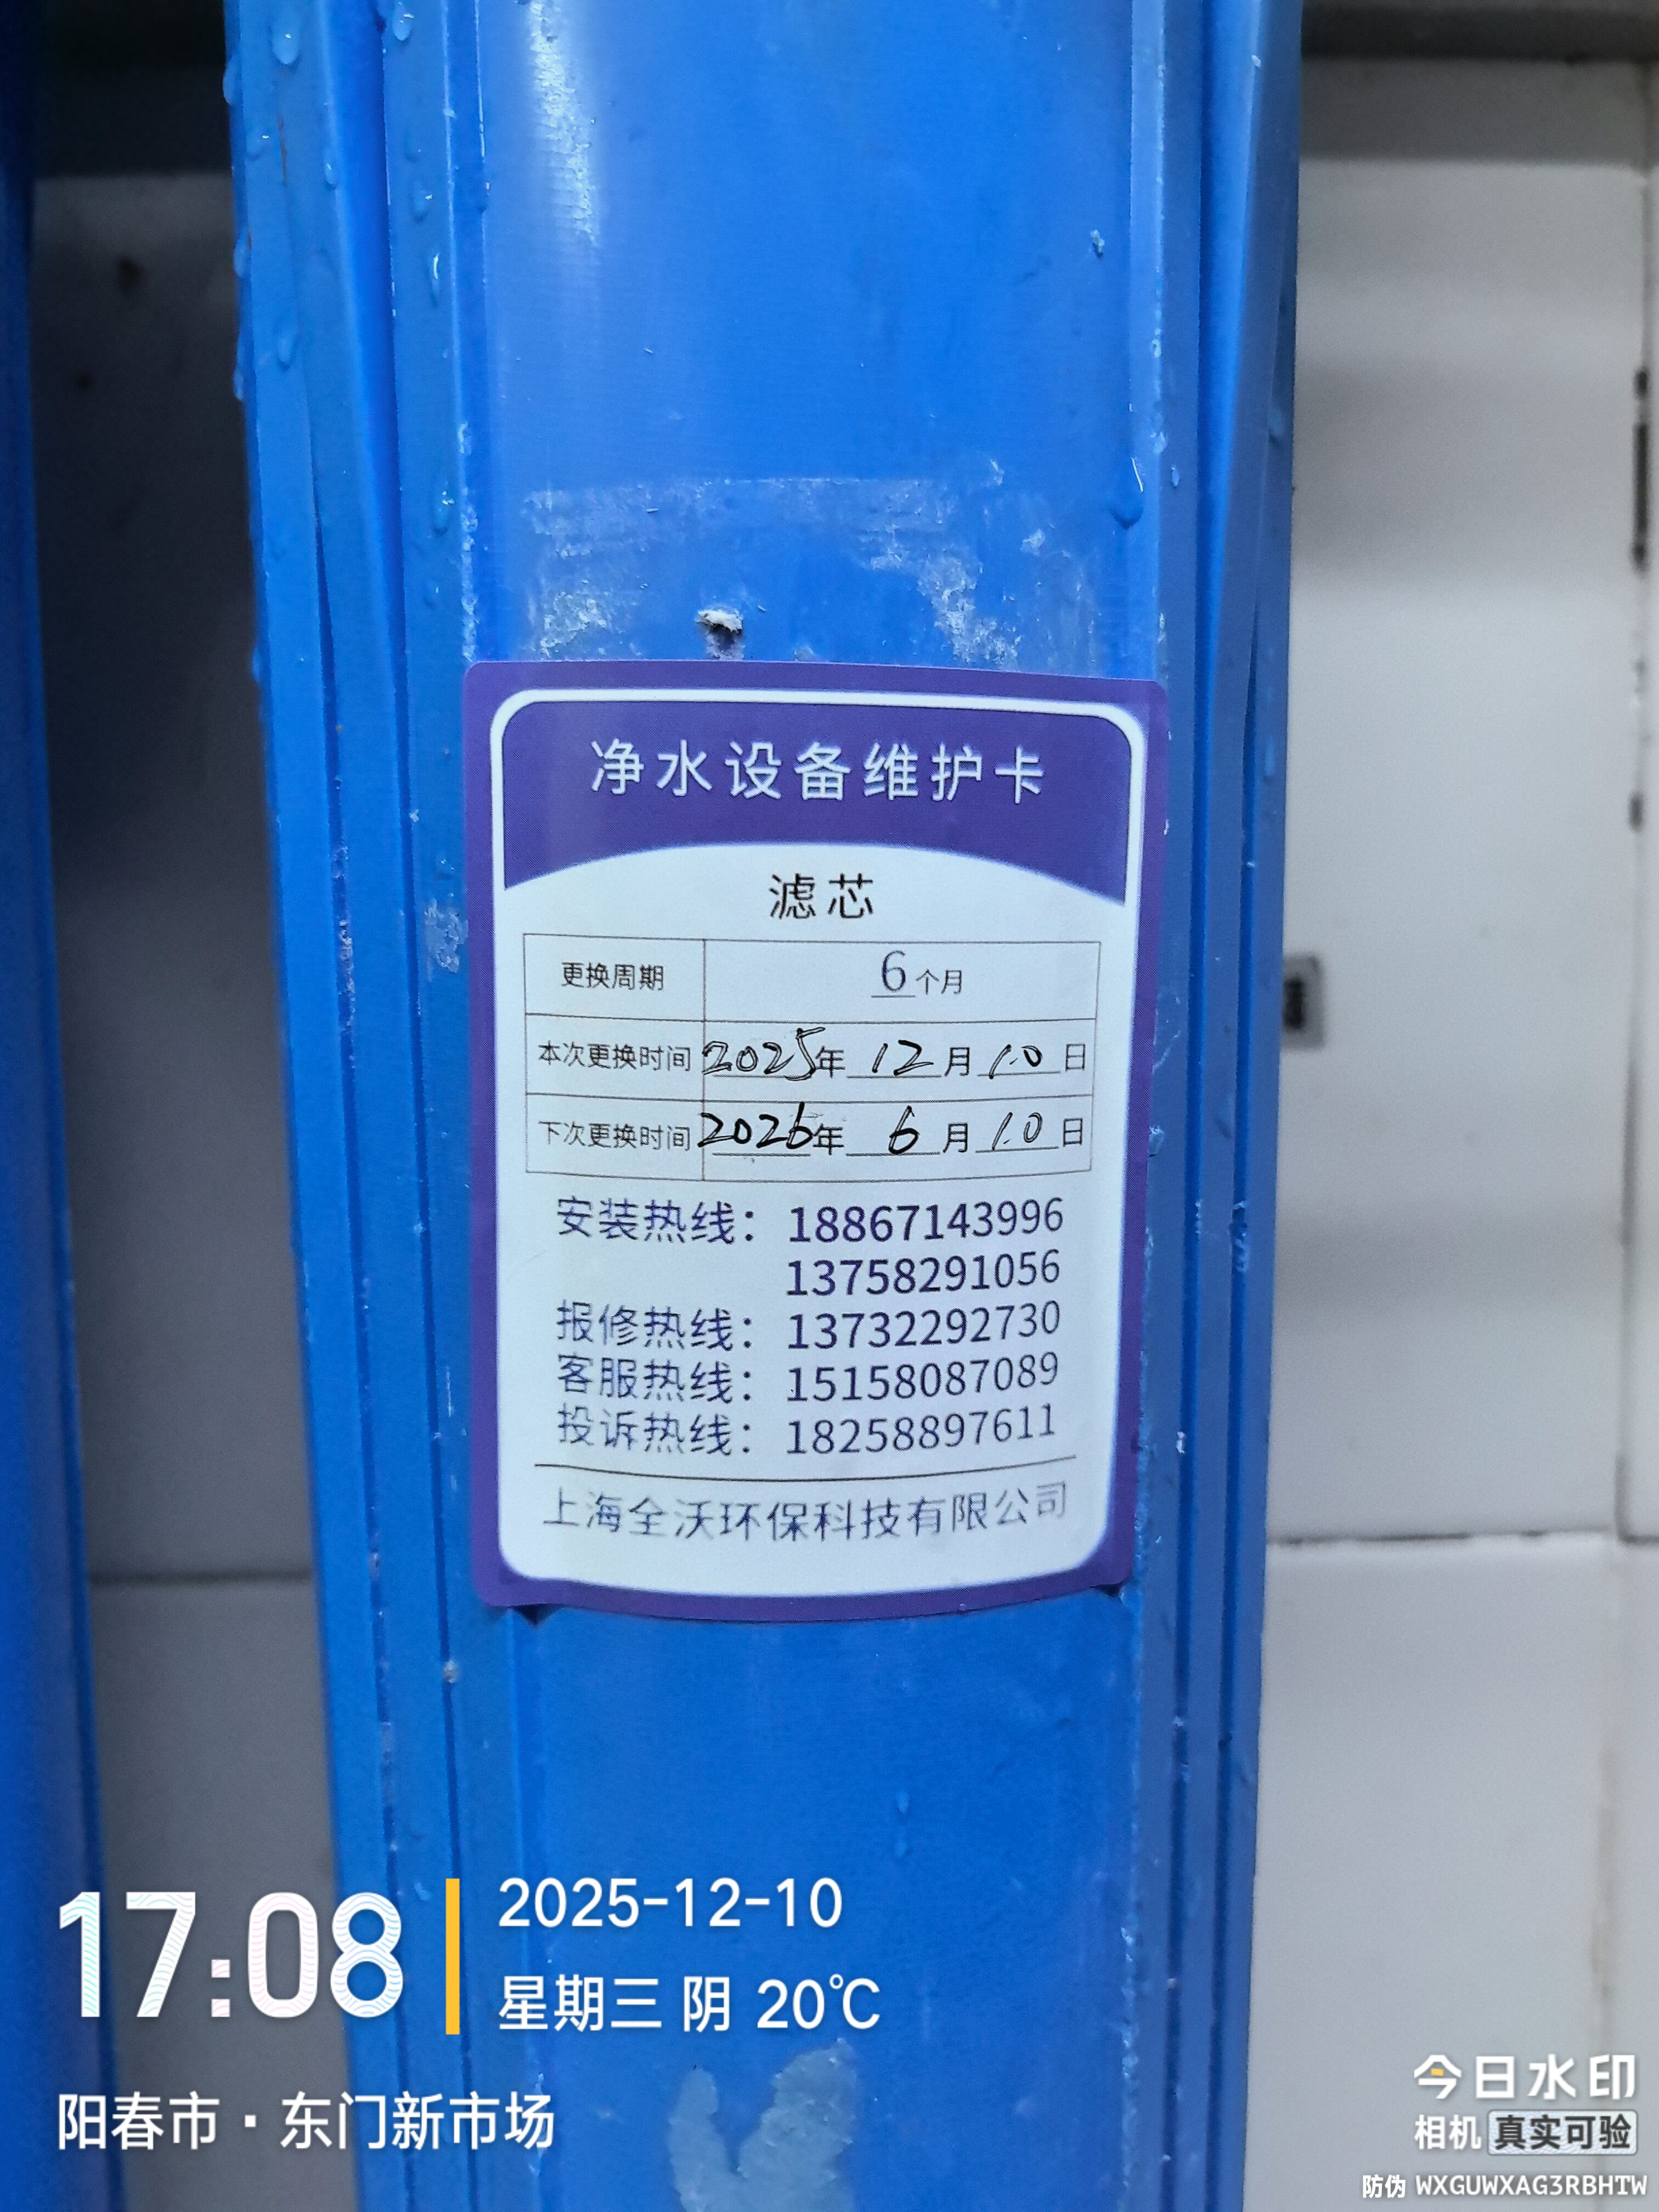 净水设备维护卡
滤芯
更换周期 6个月
本次更换时间 2025年12月10日
下次更换时间 2026年6月10日
安装热线：18867143996
13758291056
报修热线：13732292730
客服热线：15158087089
投诉热线：18258897611
上海全沃环保科技有限公司
17:08
2025-12-10
星期三 阴 20℃
阳春市·东门新市场
今日水印
相机 真实可验
防伪 WXGUWXAG3RBHTW